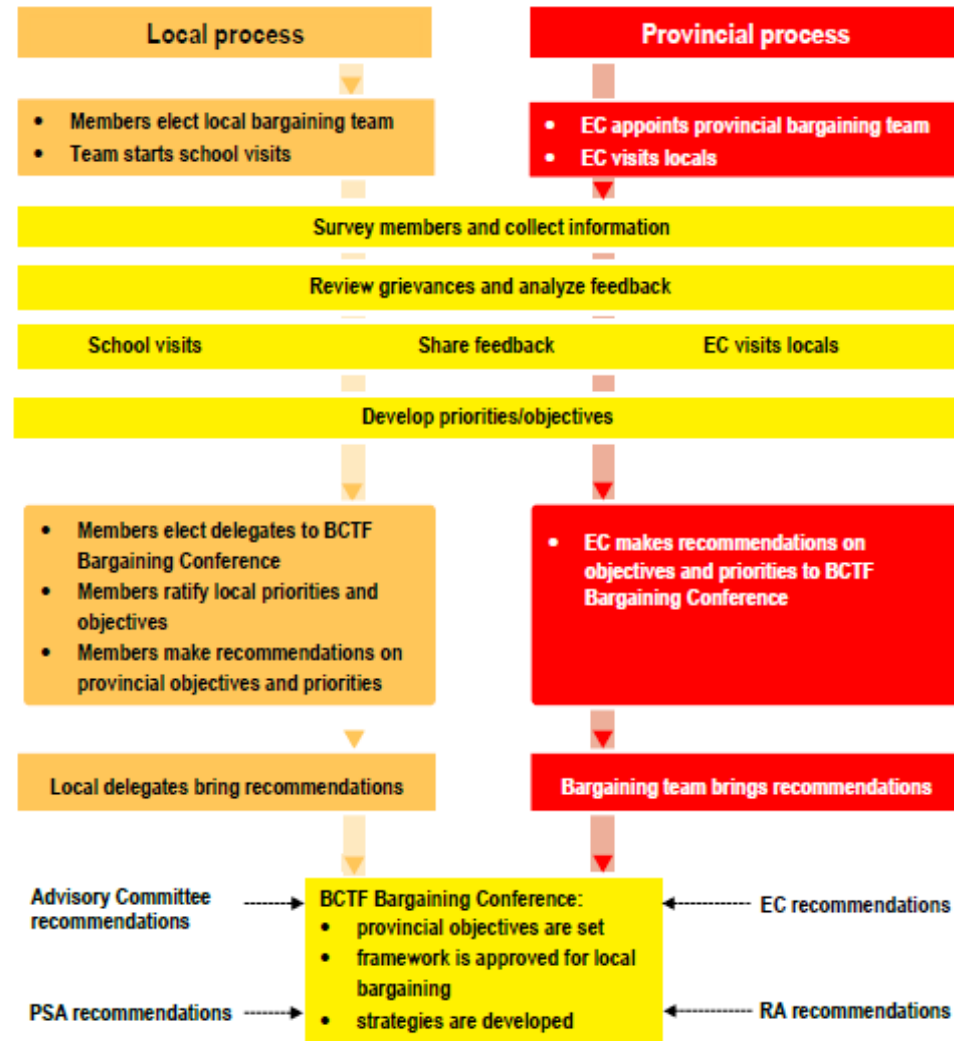 Local process
Provincial process
• Members elect local bargaining team
• Team starts school visits
• EC appoints provincial bargaining team
• EC visits locals
Survey members and collect information
Review grievances and analyze feedback
School visits
Share feedback
EC visits locals
Develop priorities/objectives
• Members elect delegates to BCTF
Bargaining Conference
• Members ratify local priorities and
objectives
• Members make recommendations on
provincial objectives and priorities
• EC makes recommendations on
objectives and priorities to BCTF
Bargaining Conference
Local delegates bring recommendations
Bargaining team brings recommendations
Advisory Committee
recommendations
PSA recommendations
BCTF Bargaining Conference:
• provincial objectives are set
• framework is approved for local
bargaining
• strategies are developed
EC recommendations
RA recommendations